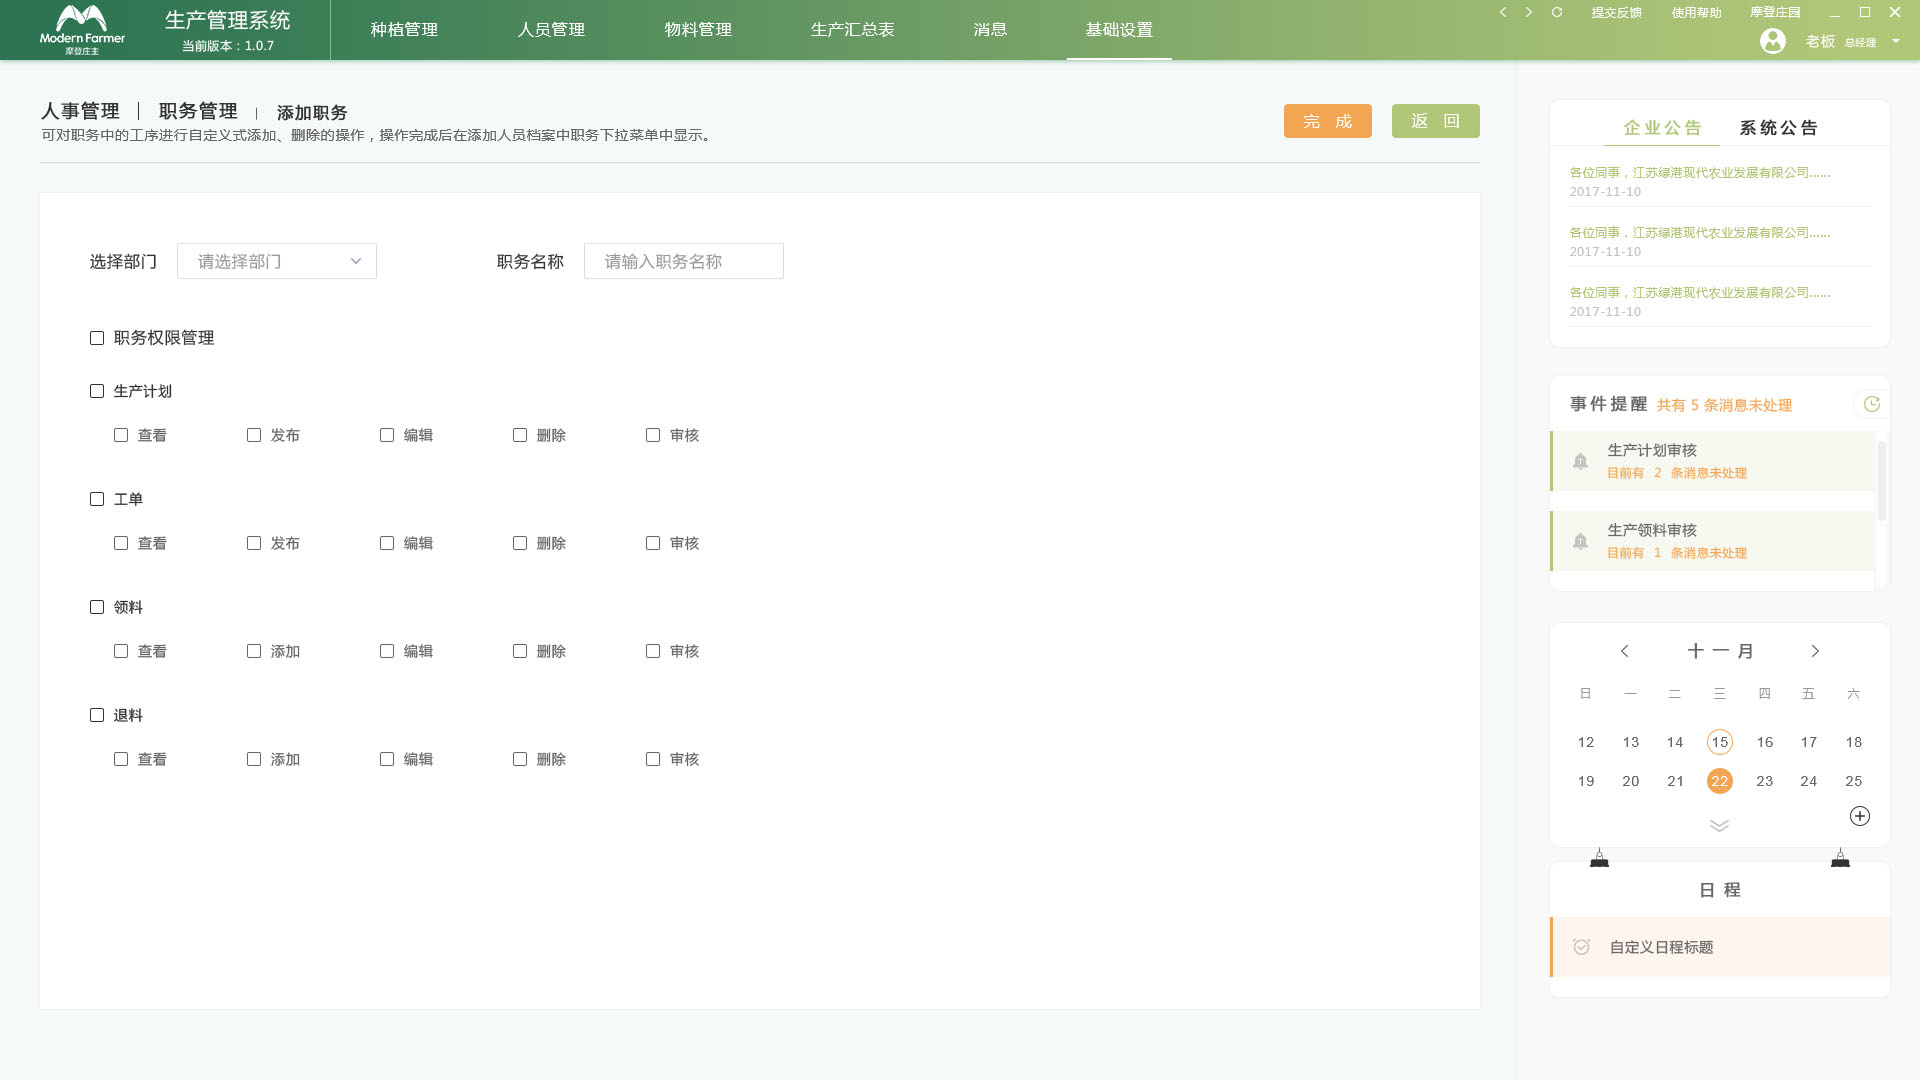 Modern Farmer
摩登庄主
生产管理系统
当前版本：1.0.7
种植管理 人员管理 物料管理 生产汇总表 消息 基础设置
提交反馈 使用帮助 摩登庄园
老板 总经理
人事管理 | 职务管理 | 添加职务
可对职务中的工序进行自定义式添加、删除的操作，操作完成后在添加人员档案中职务下拉菜单中显示。
完 成 返 回
选择部门 请选择部门 职务名称 请输入职务名称
职务权限管理
生产计划
查看 发布 编辑 删除 审核
工单
查看 发布 编辑 删除 审核
领料
查看 添加 编辑 删除 审核
退料
查看 添加 编辑 删除 审核
企业公告 系统公告
各位同事，江苏绿港现代农业发展有限公司......
2017-11-10
各位同事，江苏绿港现代农业发展有限公司......
2017-11-10
各位同事，江苏绿港现代农业发展有限公司......
2017-11-10
事件提醒 共有 5 条消息未处理
生产计划审核
目前有 2 条消息未处理
生产领料审核
目前有 1 条消息未处理
十一月
日 一 二 三 四 五 六
12 13 14 15 16 17 18
19 20 21 22 23 24 25
日 程
自定义日程标题